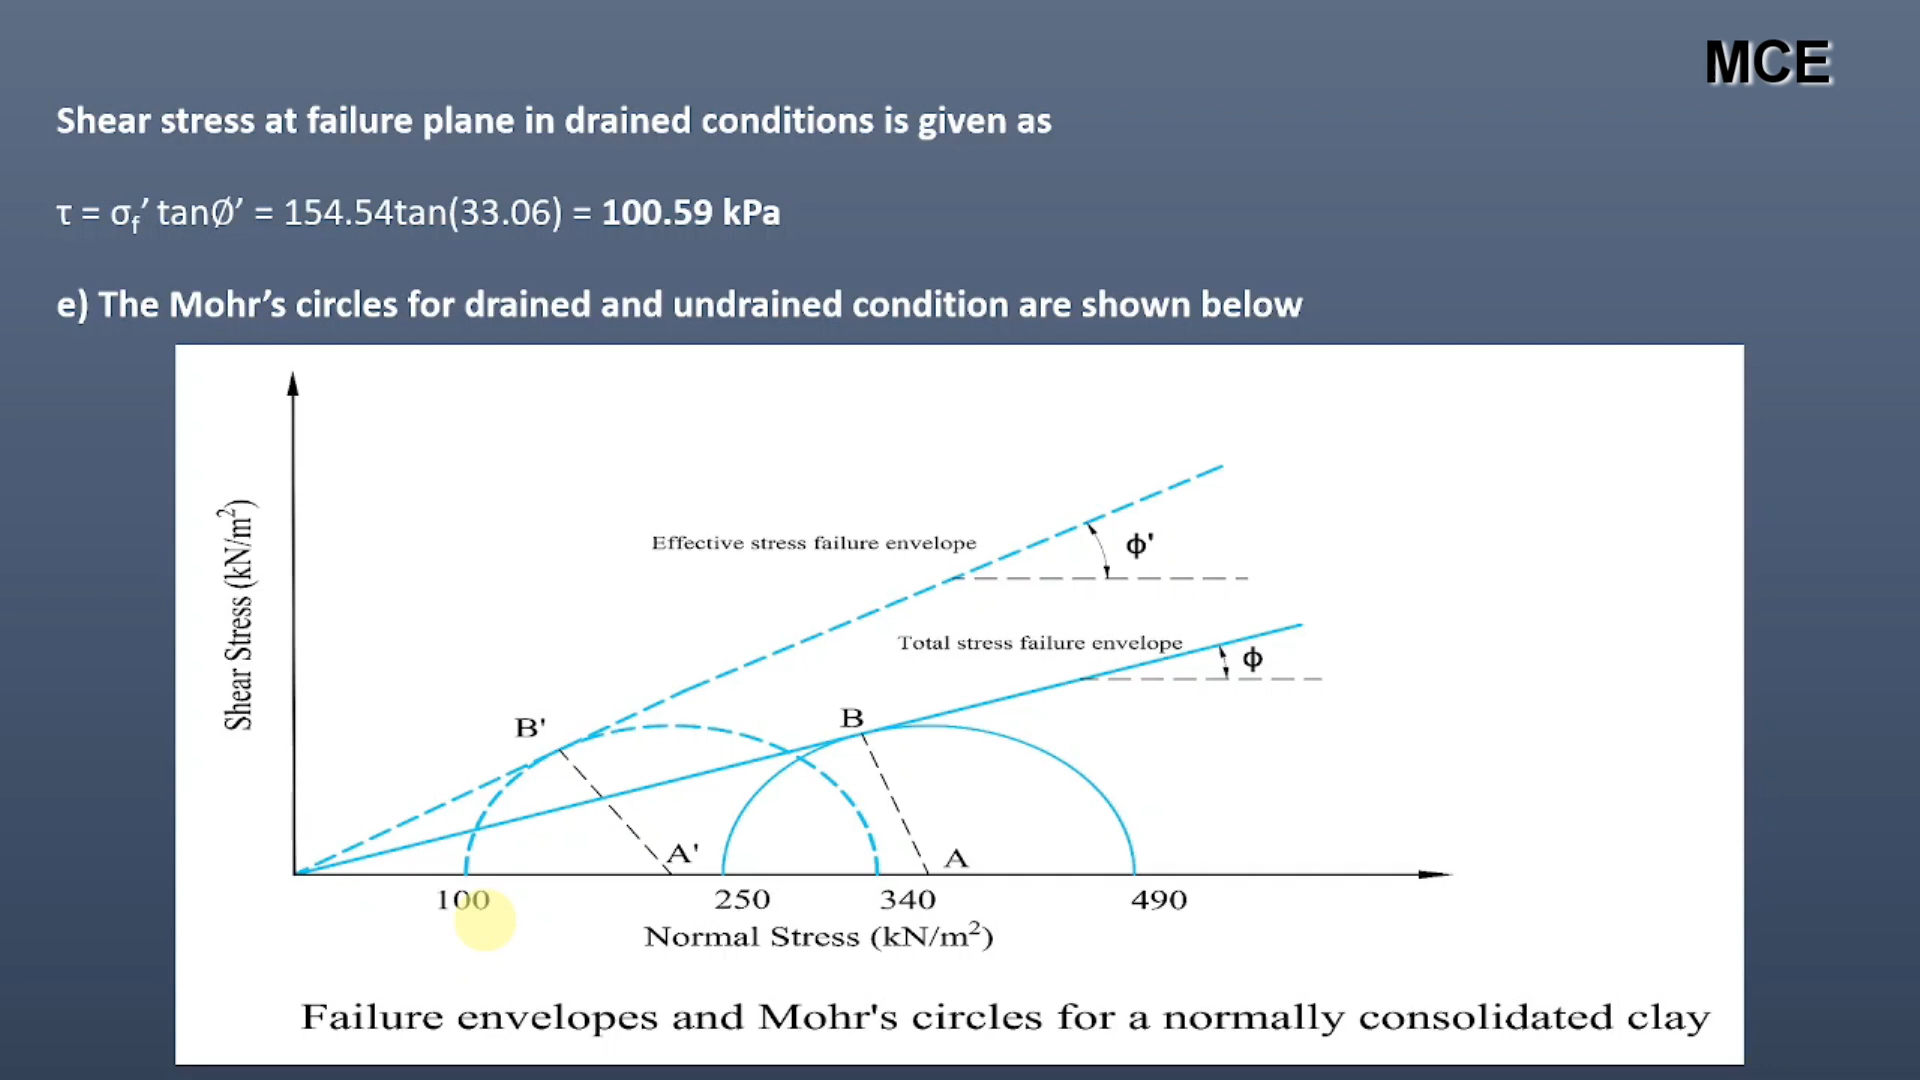 MCE
Shear stress at failure plane in drained conditions is given as
τ = σf’ tanØ’ = 154.54tan(33.06) = 100.59 kPa
e) The Mohr’s circles for drained and undrained condition are shown below
Shear Stress (kN/m²)
Effective stress failure envelope
ϕ'
Total stress failure envelope
ϕ
B'
B
A'
A
100 250 340 490
Normal Stress (kN/m²)
Failure envelopes and Mohr's circles for a normally consolidated clay